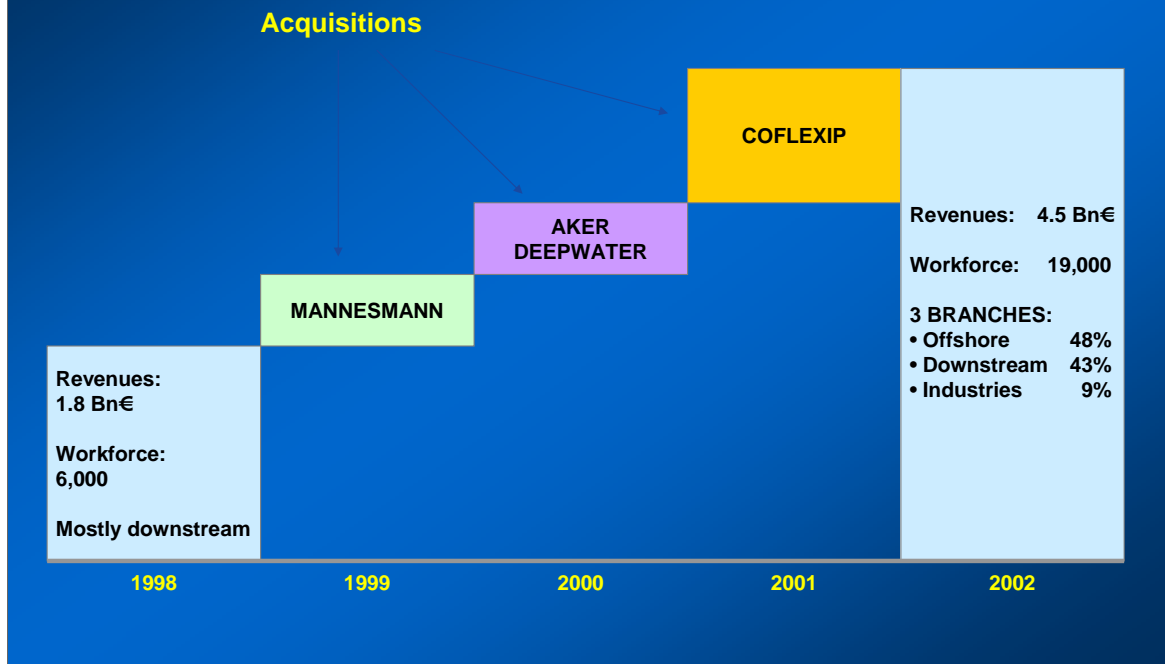 Acquisitions
COFLEXIP
AKER
DEEPWATER
MANNESMANN
Revenues:
1.8 Bn€
Workforce:
6,000
Mostly downstream
Revenues: 4.5 Bn€
Workforce: 19,000
3 BRANCHES:
• Offshore 48%
• Downstream 43%
• Industries 9%
1998 1999 2000 2001 2002